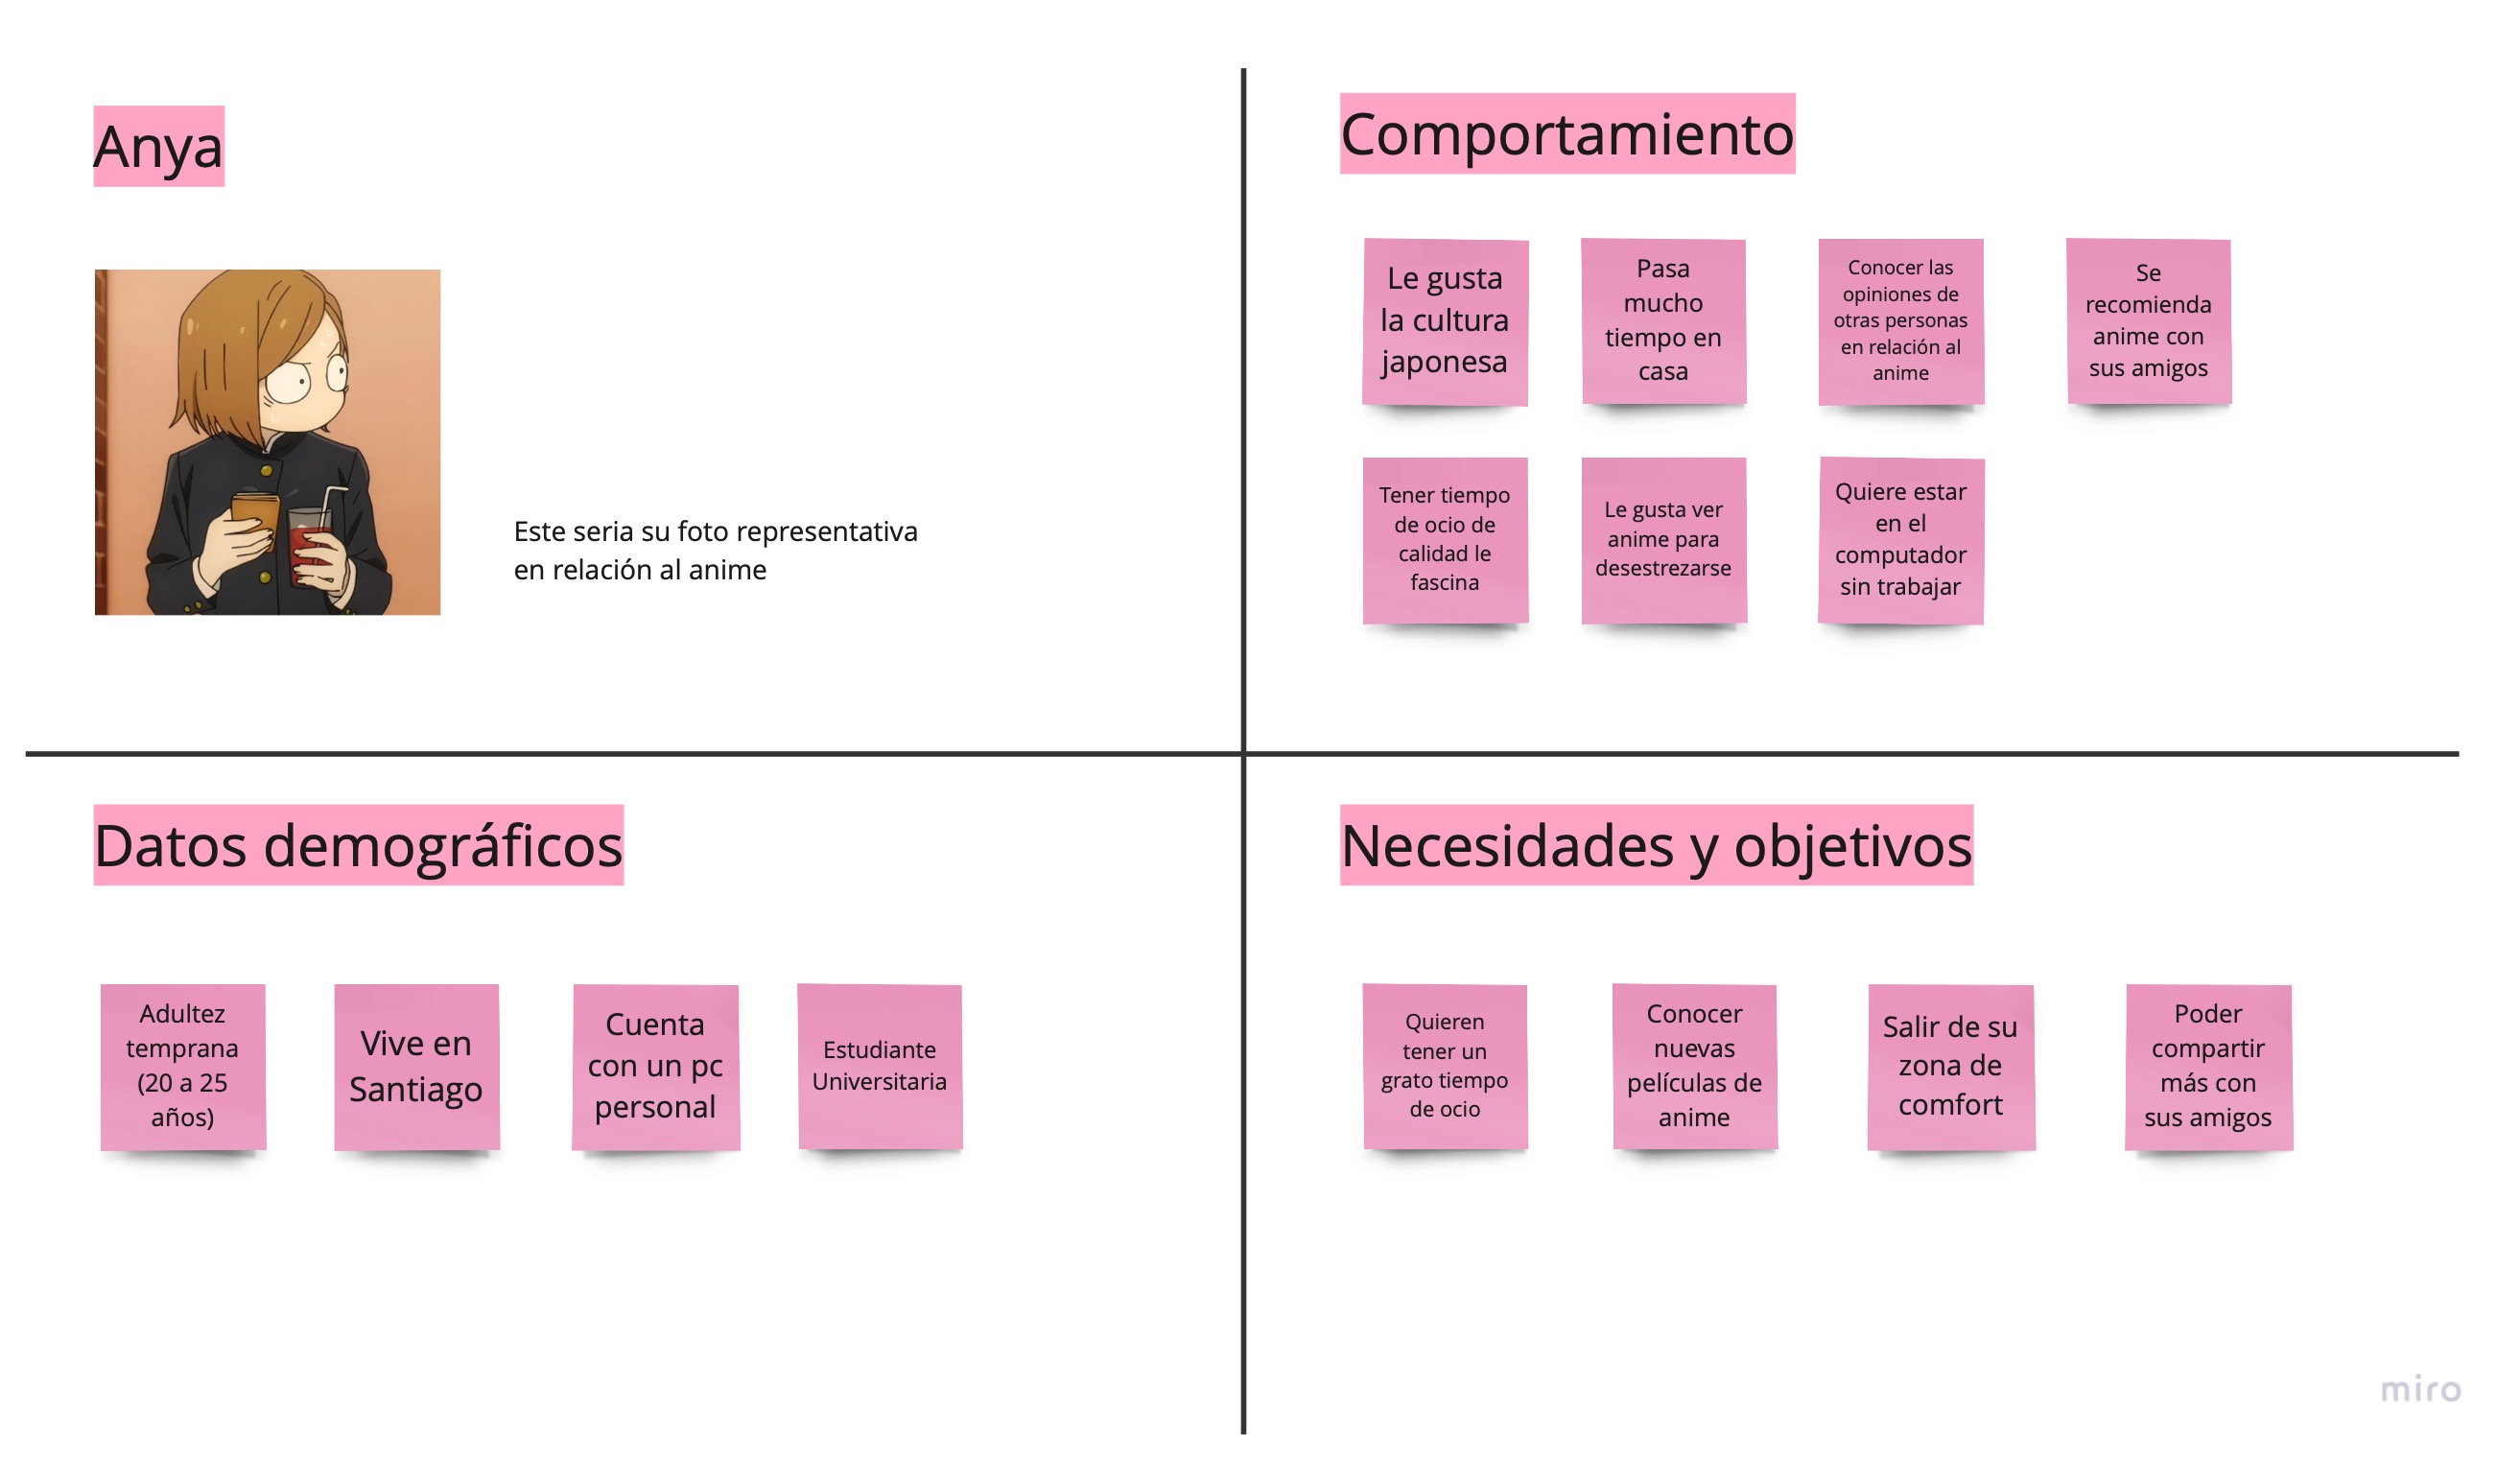 Anya
Este seria su foto representativa
en relación al anime
Comportamiento
Le gusta
la cultura
japonesa
Pasa
mucho
tiempo en
casa
Conocer las
opiniones de
otras personas
en relación al
anime
Se
recomienda
anime con
sus amigos
Tener tiempo
de ocio de
calidad le
fascina
Le gusta ver
anime para
desestrezarse
Quiere estar
en el
computador
sin trabajar
Datos demográficos
Adultez
temprana
(20 a 25
años)
Vive en
Santiago
Cuenta
con un pc
personal
Estudiante
Universitaria
Necesidades y objetivos
Quieren
tener un
grato tiempo
de ocio
Conocer
nuevas
películas de
anime
Salir de su
zona de
comfort
Poder
compartir
más con
sus amigos
miro